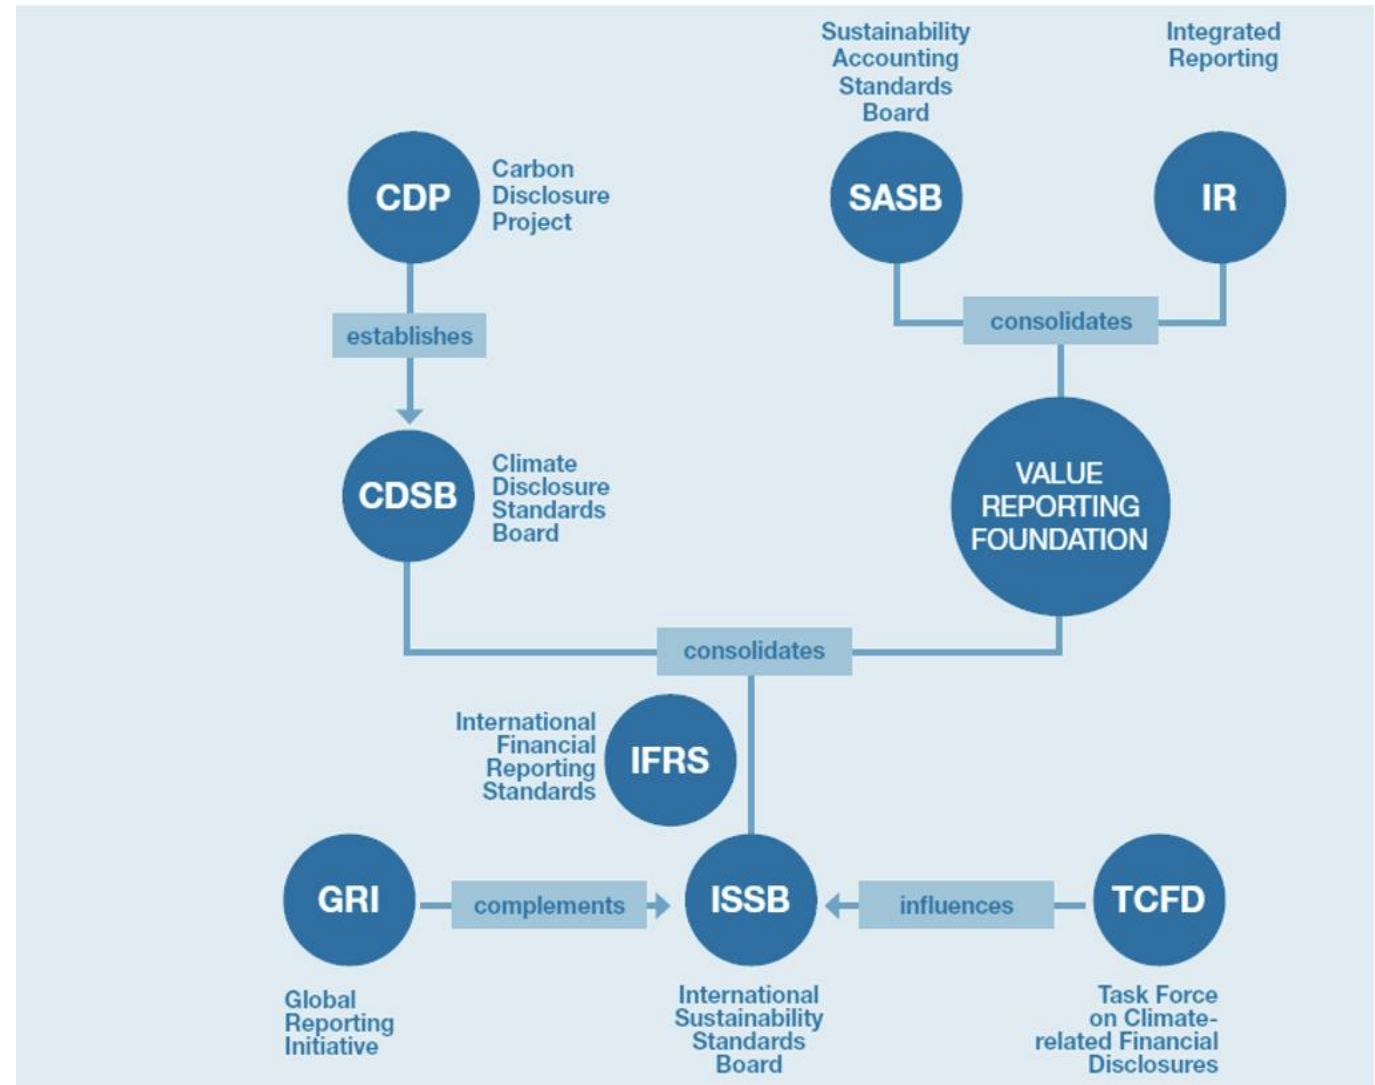 Sustainability
Accounting
Standards
Board
Integrated
Reporting
CDP
Carbon
Disclosure
Project
SASB
IR
establishes
consolidates
CDSB
Climate
Disclosure
Standards
Board
VALUE
REPORTING
FOUNDATION
consolidates
International
Financial
Reporting
Standards
IFRS
GRI
complements
ISSB
influences
TCFD
Global
Reporting
Initiative
International
Sustainability
Standards
Board
Task Force
on Climate-
related Financial
Disclosures